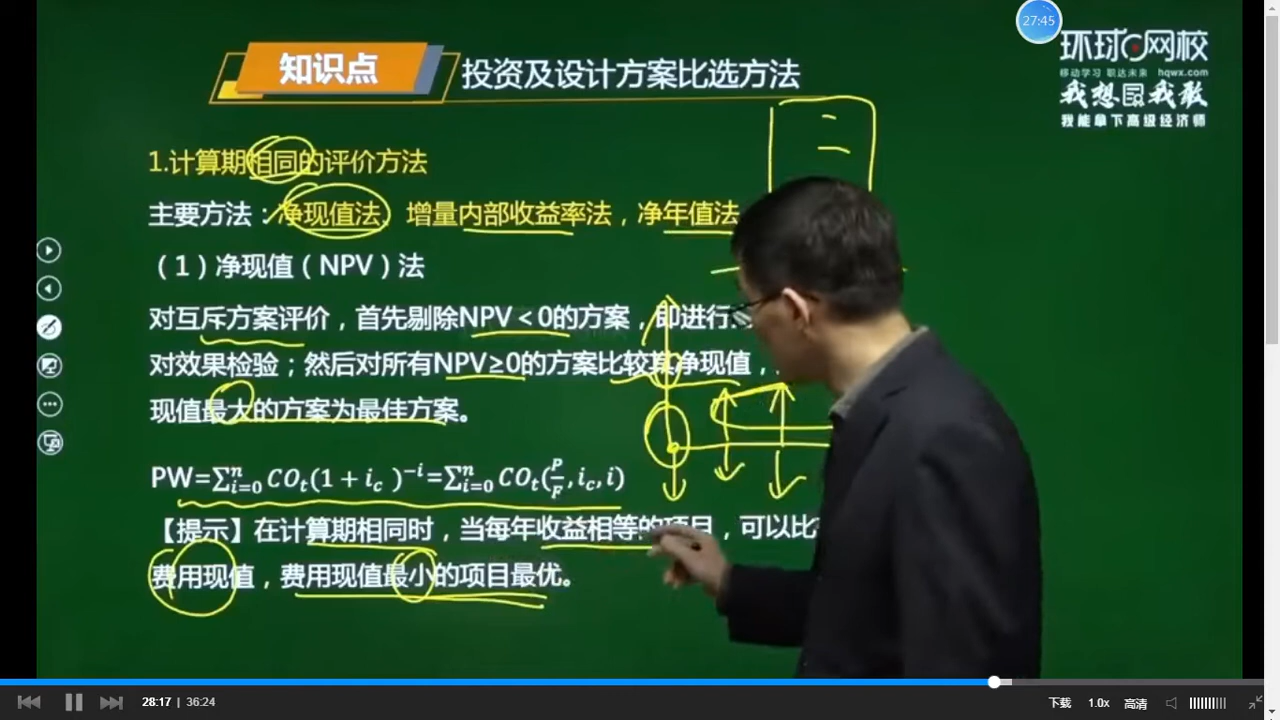 27:45
环球网校
移动学习 职达未来 hqwx.com
我想我敢
我能拿下高级经济师
知识点 投资及设计方案比选方法
1.计算期相同的评价方法
主要方法：净现值法、增量内部收益率法，净年值法
（1）净现值（NPV）法
对互斥方案评价，首先剔除NPV＜0的方案，即进行
对效果检验；然后对所有NPV≥0的方案比较其净现值，
现值最大的方案为最佳方案。
PW=∑ⁿᵢ₌₀ COₜ(1 + i_c )⁻ⁱ=∑ⁿᵢ₌₀ COₜ(P/F,i_c,i)
【提示】在计算期相同时，当每年收益相等的项目，可以比
费用现值，费用现值最小的项目最优。
28:17 | 36:24 下载 1.0x 高清